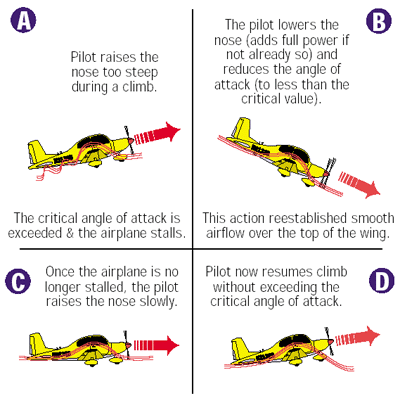 A
Pilot raises the
nose too steep
during a climb.
The critical angle of attack is
exceeded & the airplane stalls.
B
The pilot lowers the
nose (adds full power if
not already so) and
reduces the angle of
attack (to less than the
critical value).
This action reestablished smooth
airflow over the top of the wing.
C
Once the airplane is no
longer stalled, the pilot
raises the nose slowly.
D
Pilot now resumes climb
without exceeding the
critical angle of attack.